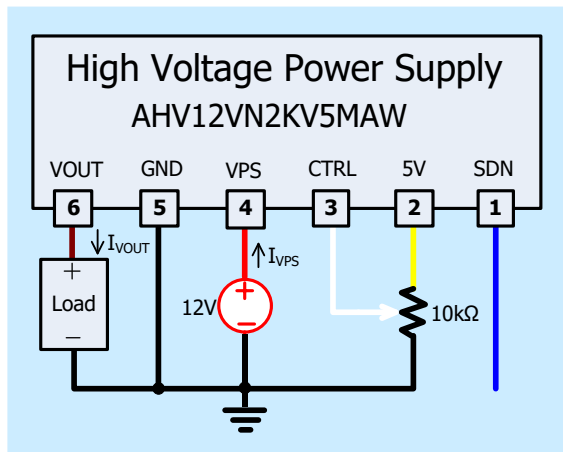 High Voltage Power Supply
AHV12VN2KV5MAW
VOUT GND VPS CTRL 5V SDN
6 5 4 3 2 1
+ IVOUT IVPS
Load 12V + − 10kΩ
−